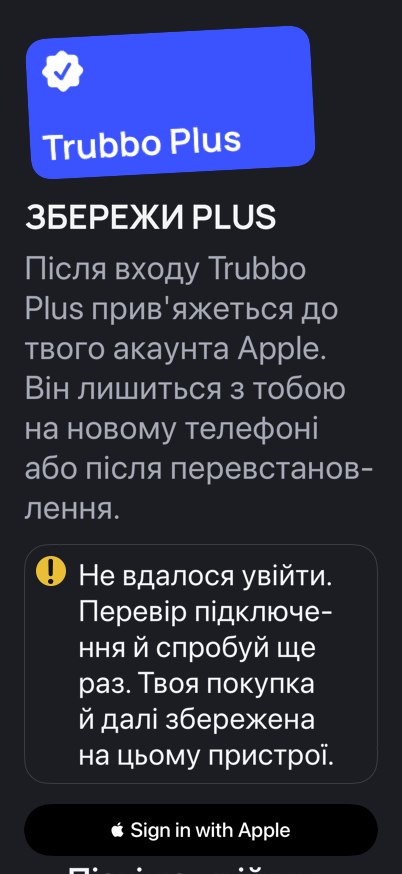 Trubbo Plus
ЗБЕРЕЖИ PLUS
Після входу Trubbo
Plus прив'яжеться до
твого акаунта Apple.
Він лишиться з тобою
на новому телефоні
або після перевстанов-
лення.
Не вдалося увійти.
Перевір підключе-
ння й спробуй ще
раз. Твоя покупка
й далі збережена
на цьому пристрої.
Sign in with Apple